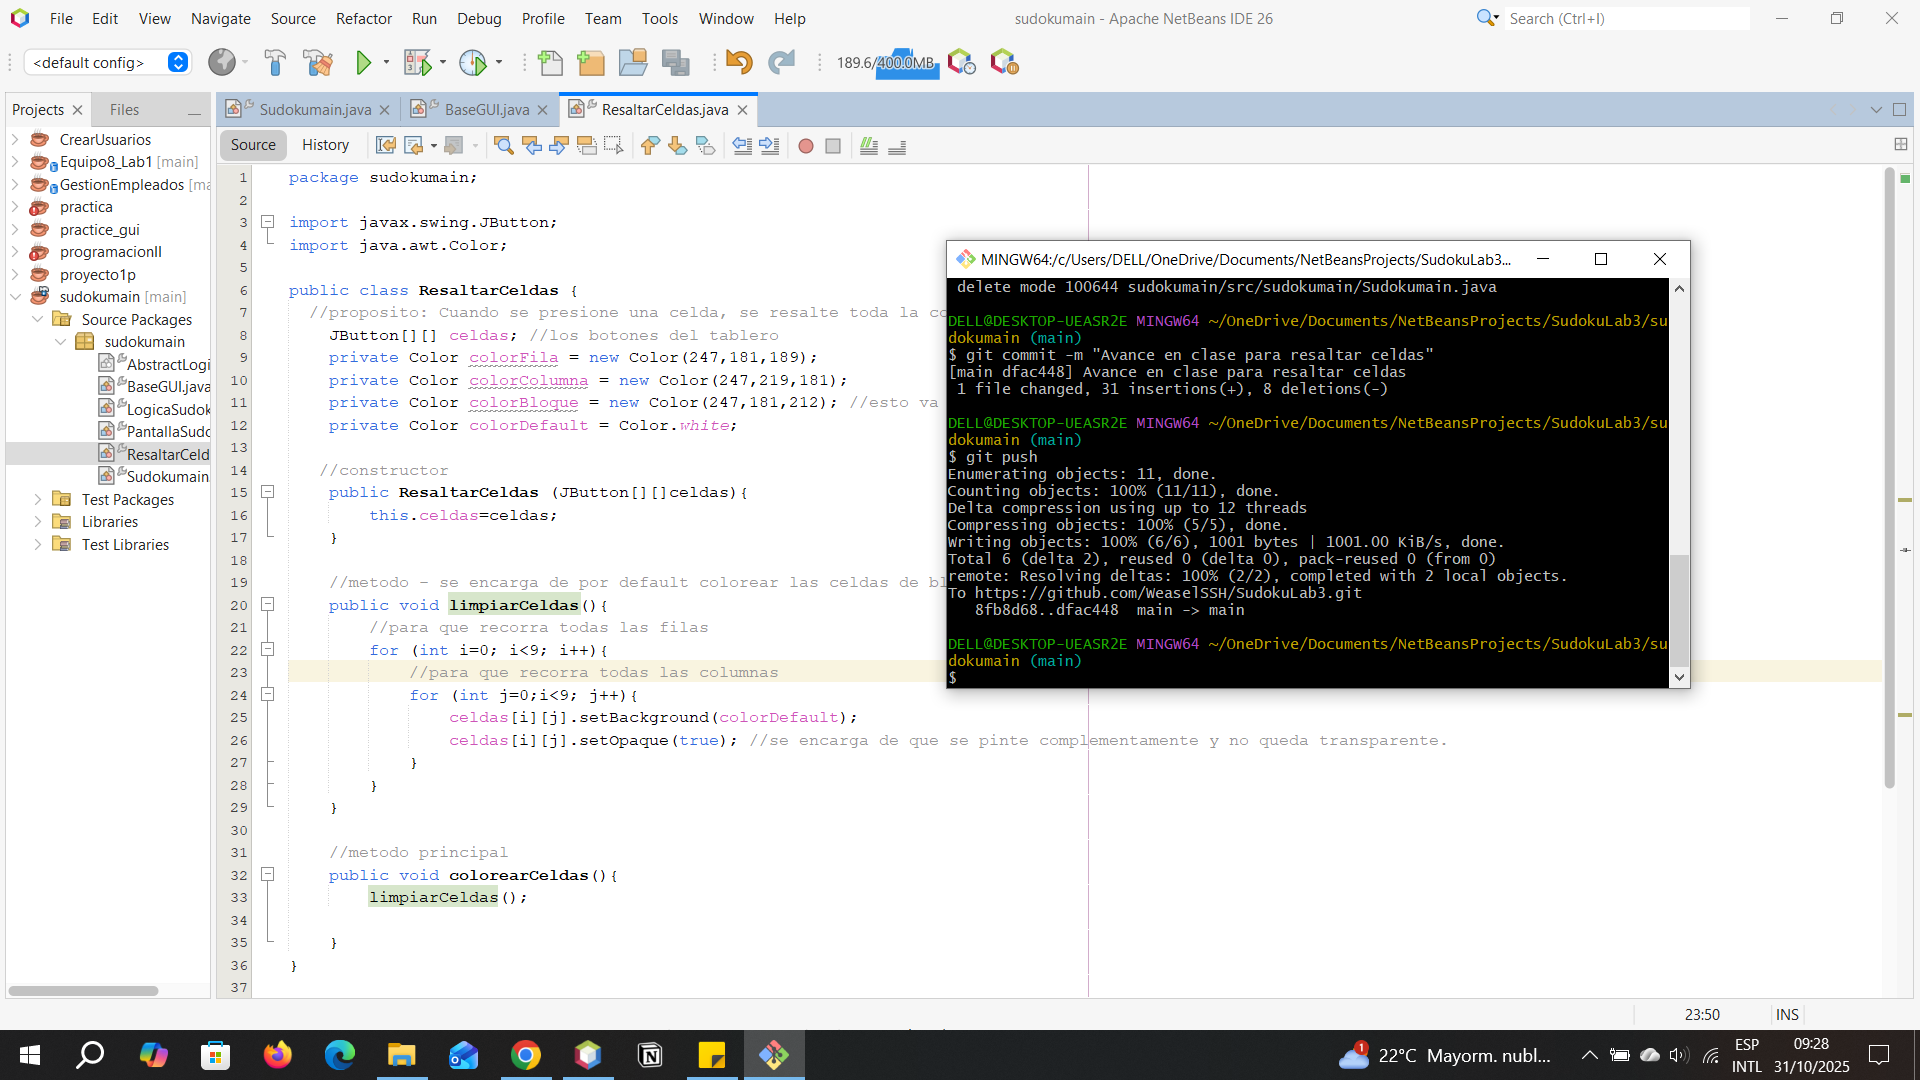 File Edit View Navigate Source Refactor Run Debug Profile Team Tools Window Help
sudokumain - Apache NetBeans IDE 26
Search (Ctrl+I)
<default config>
189.6/400.0MB
Projects
Files
Sudokumain.java
BaseGUI.java
ResaltarCeldas.java
Source History
CrearUsuarios
Equipo8_Lab1 [main]
GestionEmpleados [ma
practica
practice_gui
programacionII
proyecto1p
sudokumain [main]
Source Packages
sudokumain
AbstractLogi
BaseGUI.java
LogicaSudok
PantallaSudo
ResaltarCeld
Sudokumain
Test Packages
Libraries
Test Libraries
1 package sudokumain;
2
3 import javax.swing.JButton;
4 import java.awt.Color;
5
6 public class ResaltarCeldas {
7 //proposito: Cuando se presione una celda, se resalte toda la co
8 JButton[][] celdas; //los botones del tablero
9 private Color colorFila = new Color(247,181,189);
10 private Color colorColumna = new Color(247,219,181);
11 private Color colorBloque = new Color(247,181,212); //esto va
12 private Color colorDefault = Color.white;
13
14 //constructor
15 public ResaltarCeldas (JButton[][]celdas){
16 this.celdas=celdas;
17 }
18
19 //metodo - se encarga de por default colorear las celdas de bl
20 public void limpiarCeldas(){
21 //para que recorra todas las filas
22 for (int i=0; i<9; i++){
23 //para que recorra todas las columnas
24 for (int j=0;i<9; j++){
25 celdas[i][j].setBackground(colorDefault);
26 celdas[i][j].setOpaque(true); //se encarga de que se pinte complementamente y no queda transparente.
27 }
28 }
29 }
30
31 //metodo principal
32 public void colorearCeldas(){
33 limpiarCeldas();
34
35 }
36 }
37
MINGW64:/c/Users/DELL/OneDrive/Documents/NetBeansProjects/SudokuLab3...
delete mode 100644 sudokumain/src/sudokumain/Sudokumain.java
DELL@DESKTOP-UEASR2E MINGW64 ~/OneDrive/Documents/NetBeansProjects/SudokuLab3/su
dokumain (main)
$ git commit -m "Avance en clase para resaltar celdas"
[main dfac448] Avance en clase para resaltar celdas
1 file changed, 31 insertions(+), 8 deletions(-)
DELL@DESKTOP-UEASR2E MINGW64 ~/OneDrive/Documents/NetBeansProjects/SudokuLab3/su
dokumain (main)
$ git push
Enumerating objects: 11, done.
Counting objects: 100% (11/11), done.
Delta compression using up to 12 threads
Compressing objects: 100% (5/5), done.
Writing objects: 100% (6/6), 1001 bytes | 1001.00 KiB/s, done.
Total 6 (delta 2), reused 0 (delta 0), pack-reused 0 (from 0)
remote: Resolving deltas: 100% (2/2), completed with 2 local objects.
To https://github.com/WeaselSSH/SudokuLab3.git
8fb8d68..dfac448 main -> main
DELL@DESKTOP-UEASR2E MINGW64 ~/OneDrive/Documents/NetBeansProjects/SudokuLab3/su
dokumain (main)
$
23:50
INS
1
22°C Mayorm. nubl...
ESP
INTL
09:28
31/10/2025